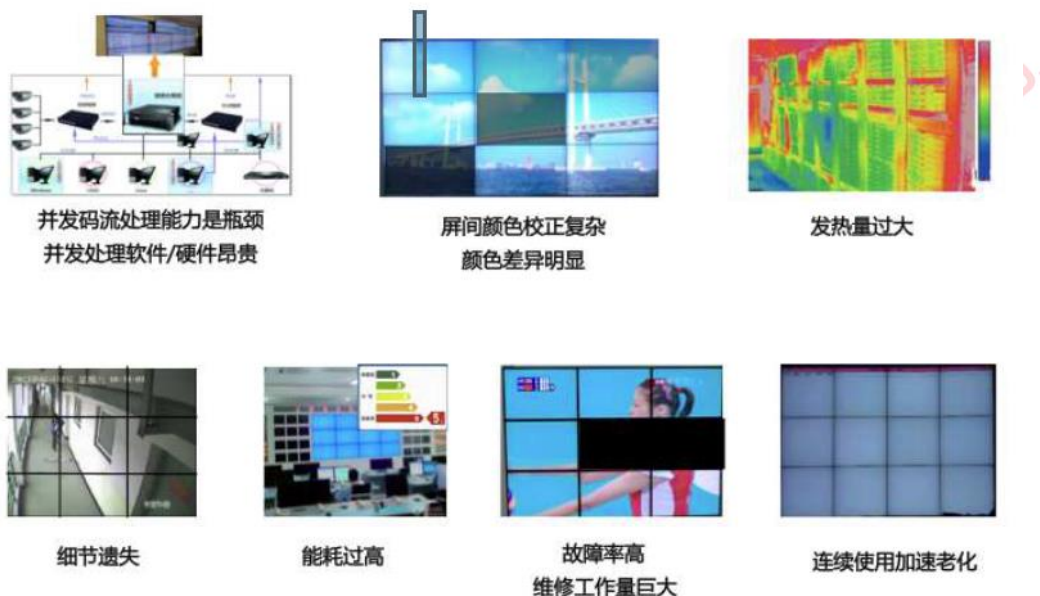 并发码流处理能力是瓶颈
并发处理软件/硬件昂贵
屏间颜色校正复杂
颜色差异明显
发热量过大
细节遗失
能耗过高
故障率高
维修工作量巨大
连续使用加速老化
5